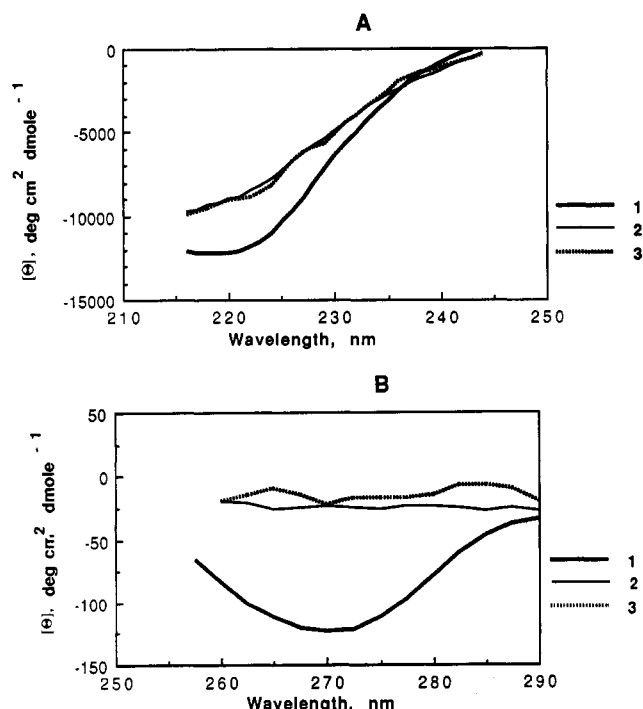 A
0
-5000
-10000
-15000
[Θ], deg cm² dmole⁻¹
210 220 230 240 250
Wavelength, nm
1
2
3
B
50
0
-50
-100
-150
[Θ], deg cm² dmole⁻¹
250 260 270 280 290
Wavelength, nm
1
2
3